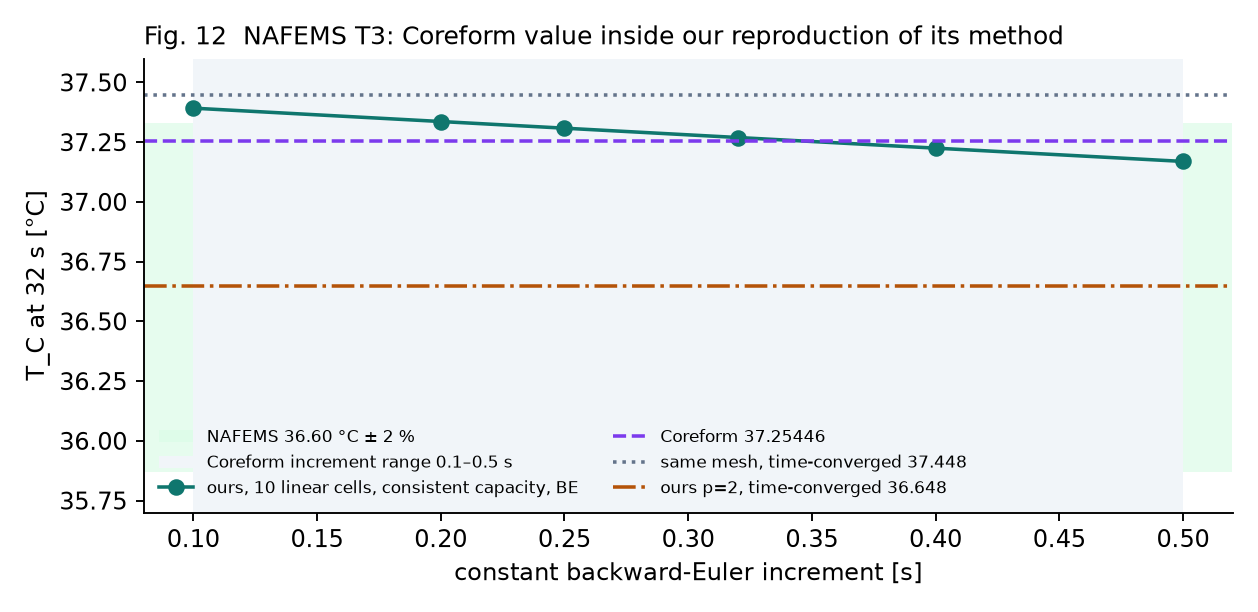 Fig. 12  NAFEMS T3: Coreform value inside our reproduction of its method
T_C at 32 s [°C]
37.50
37.25
37.00
36.75
36.50
36.25
36.00
35.75
NAFEMS 36.60 °C ± 2 %
Coreform increment range 0.1–0.5 s
ours, 10 linear cells, consistent capacity, BE
Coreform 37.25446
same mesh, time-converged 37.448
ours p=2, time-converged 36.648
0.10 0.15 0.20 0.25 0.30 0.35 0.40 0.45 0.50
constant backward-Euler increment [s]